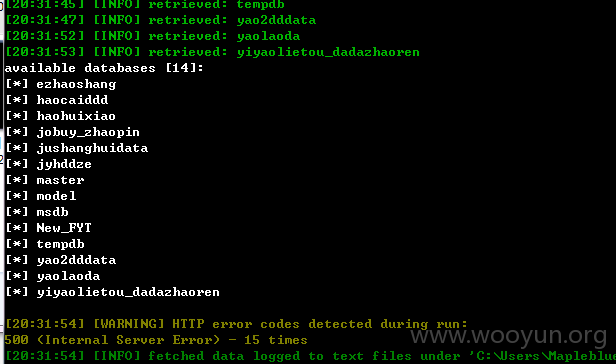 [20:31:45] [INFO] retrieved: tempdb
[20:31:47] [INFO] retrieved: yao2dddata
[20:31:52] [INFO] retrieved: yaolaoda
[20:31:53] [INFO] retrieved: yiyaolietou_dadazhaoren
available databases [14]:
[*] ezhaoshang
[*] haocaiddd
[*] haohuixiao
[*] jobuy_zhaopin
[*] jushanghuidata
[*] jyhddze
[*] master
[*] model
[*] msdb
[*] New_FYT
[*] tempdb
[*] yao2dddata
[*] yaolaoda
[*] yiyaolietou_dadazhaoren
[20:31:54] [WARNING] HTTP error codes detected during run:
500 (Internal Server Error) - 15 times
[20:31:54] [INFO] fetched data logged to text files under 'C:\Users\Mapleblu
www.wooyun.org